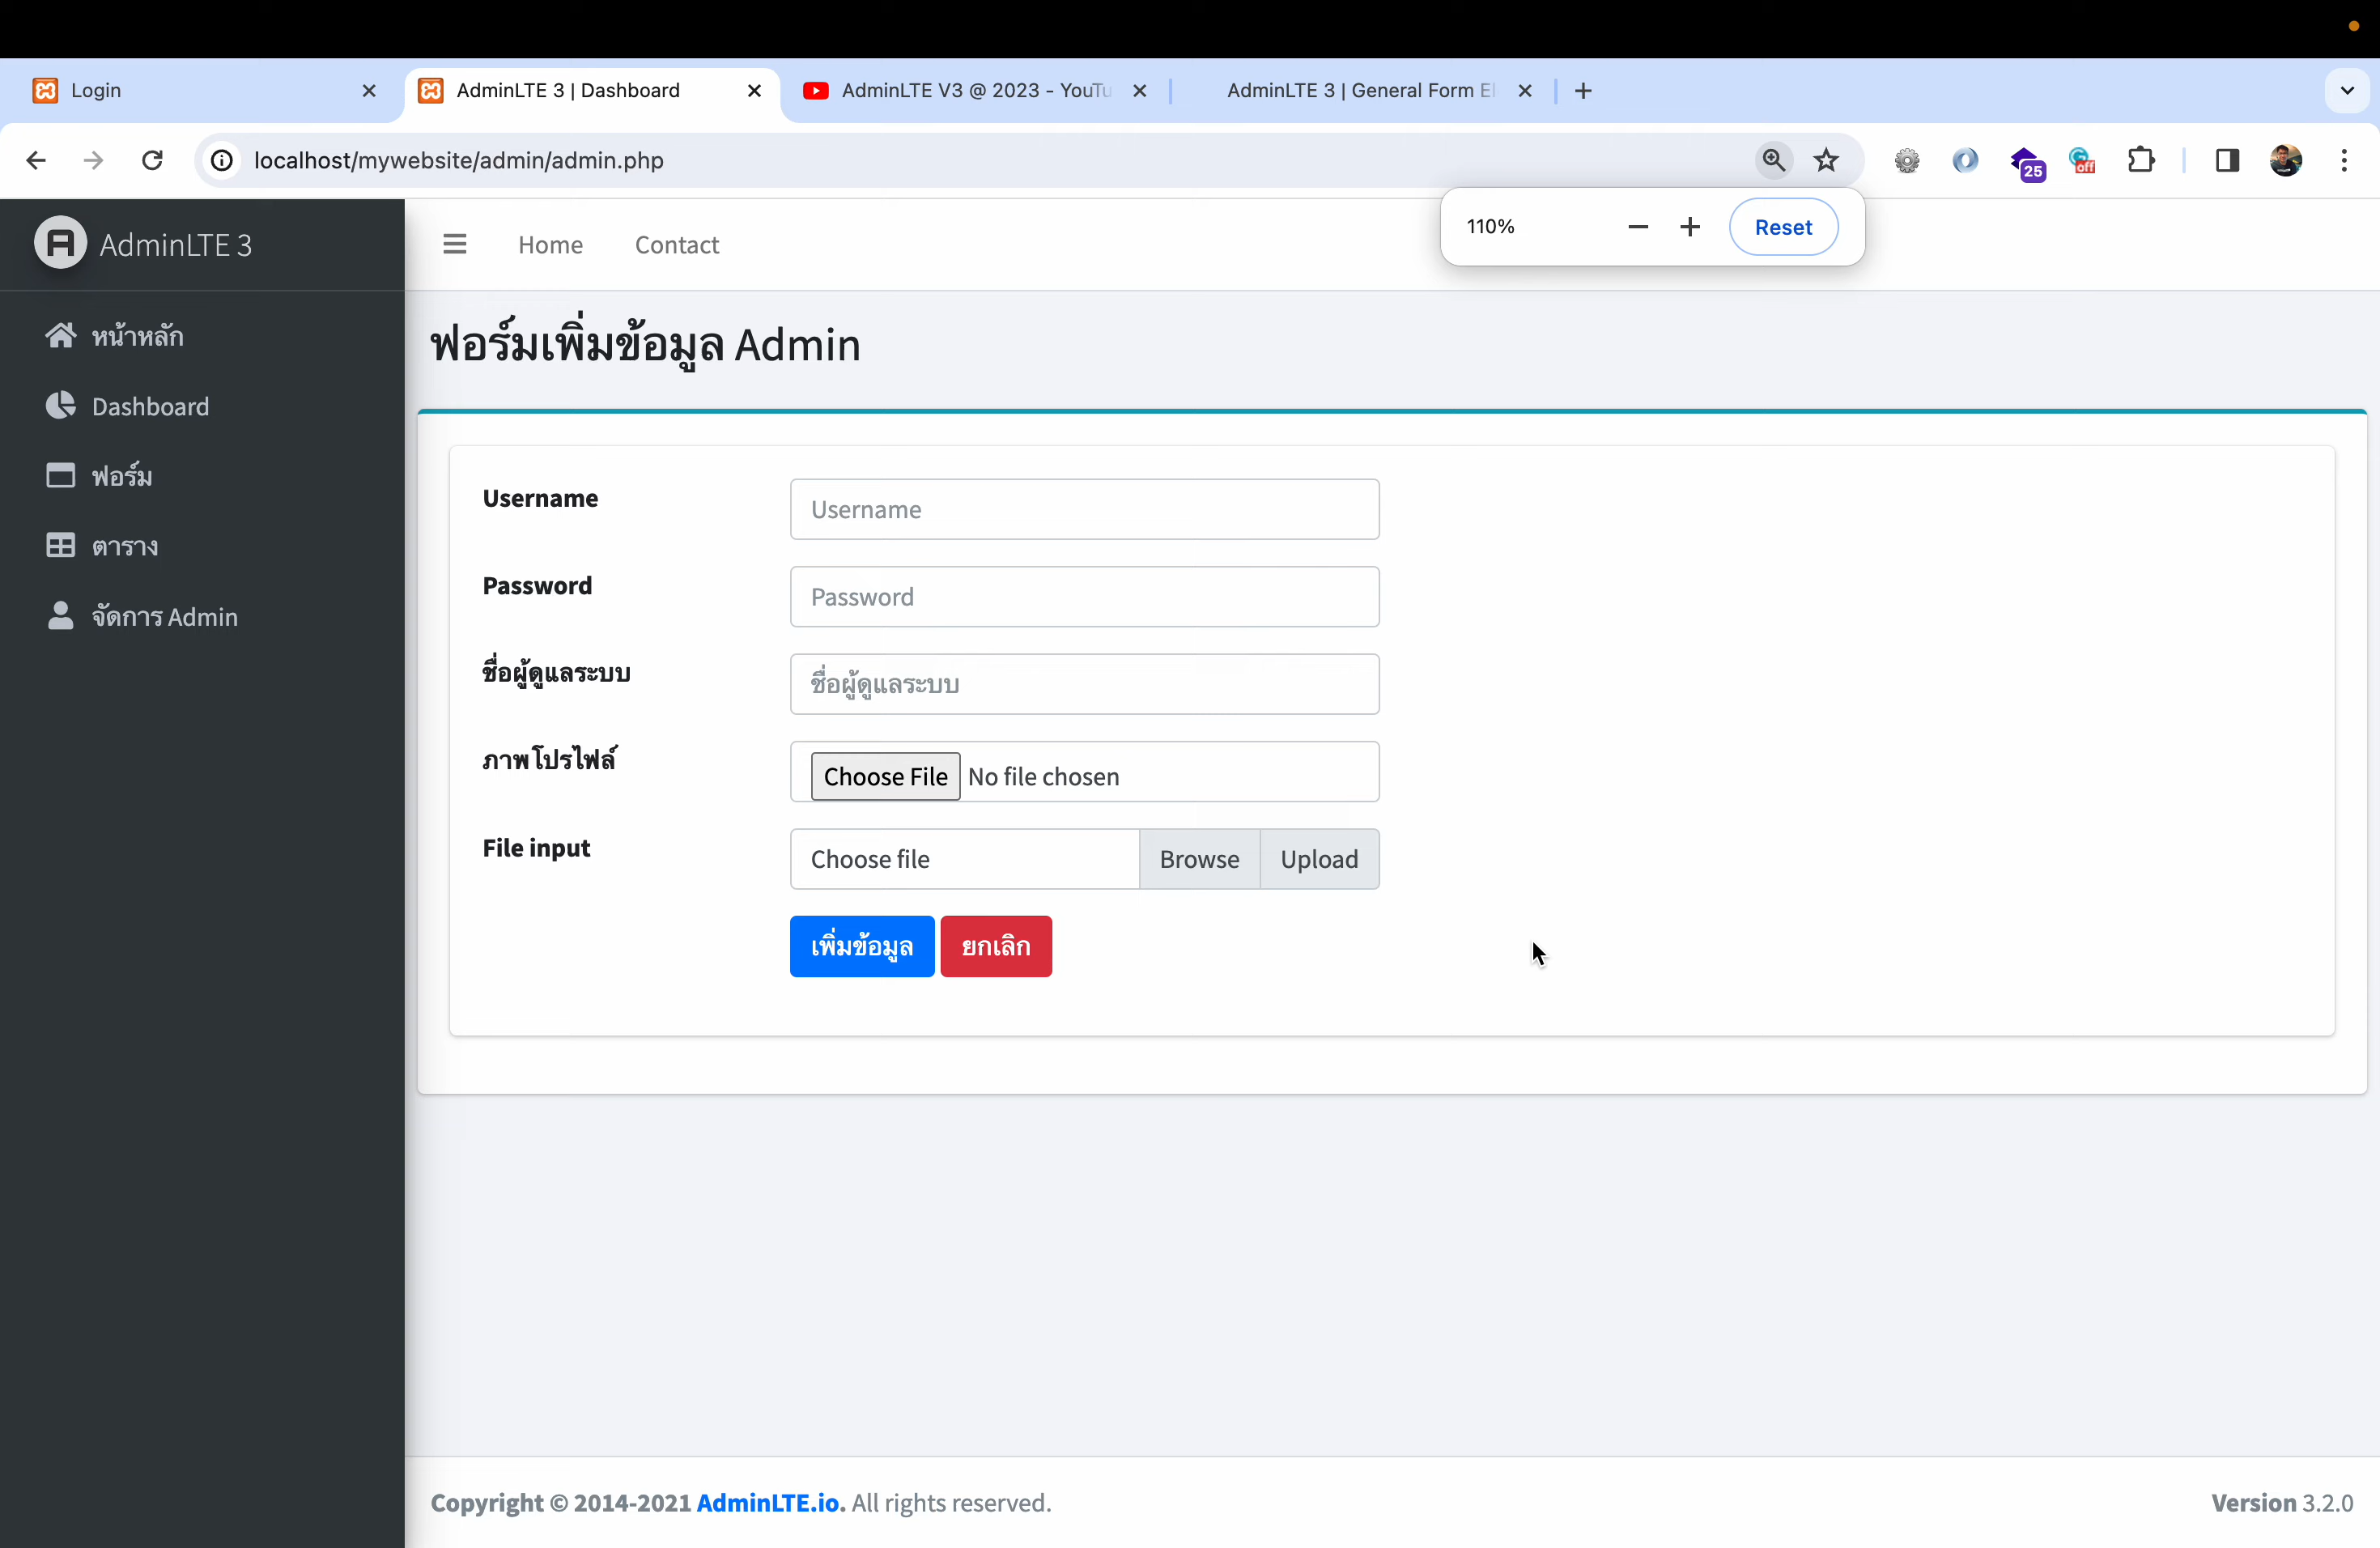 Login
AdminLTE 3 | Dashboard
AdminLTE V3 @ 2023 - YouTu
AdminLTE 3 | General Form El
localhost/mywebsite/admin/admin.php
25
off
110%
Reset
AdminLTE 3
Home
Contact
หน้าหลัก
Dashboard
ฟอร์ม
ตาราง
จัดการ Admin
ฟอร์มเพิ่มข้อมูล Admin
Username
Username
Password
Password
ชื่อผู้ดูแลระบบ
ชื่อผู้ดูแลระบบ
ภาพโปรไฟล์
Choose File No file chosen
File input
Choose file
Browse
Upload
เพิ่มข้อมูล
ยกเลิก
Copyright © 2014-2021 AdminLTE.io. All rights reserved.
Version 3.2.0